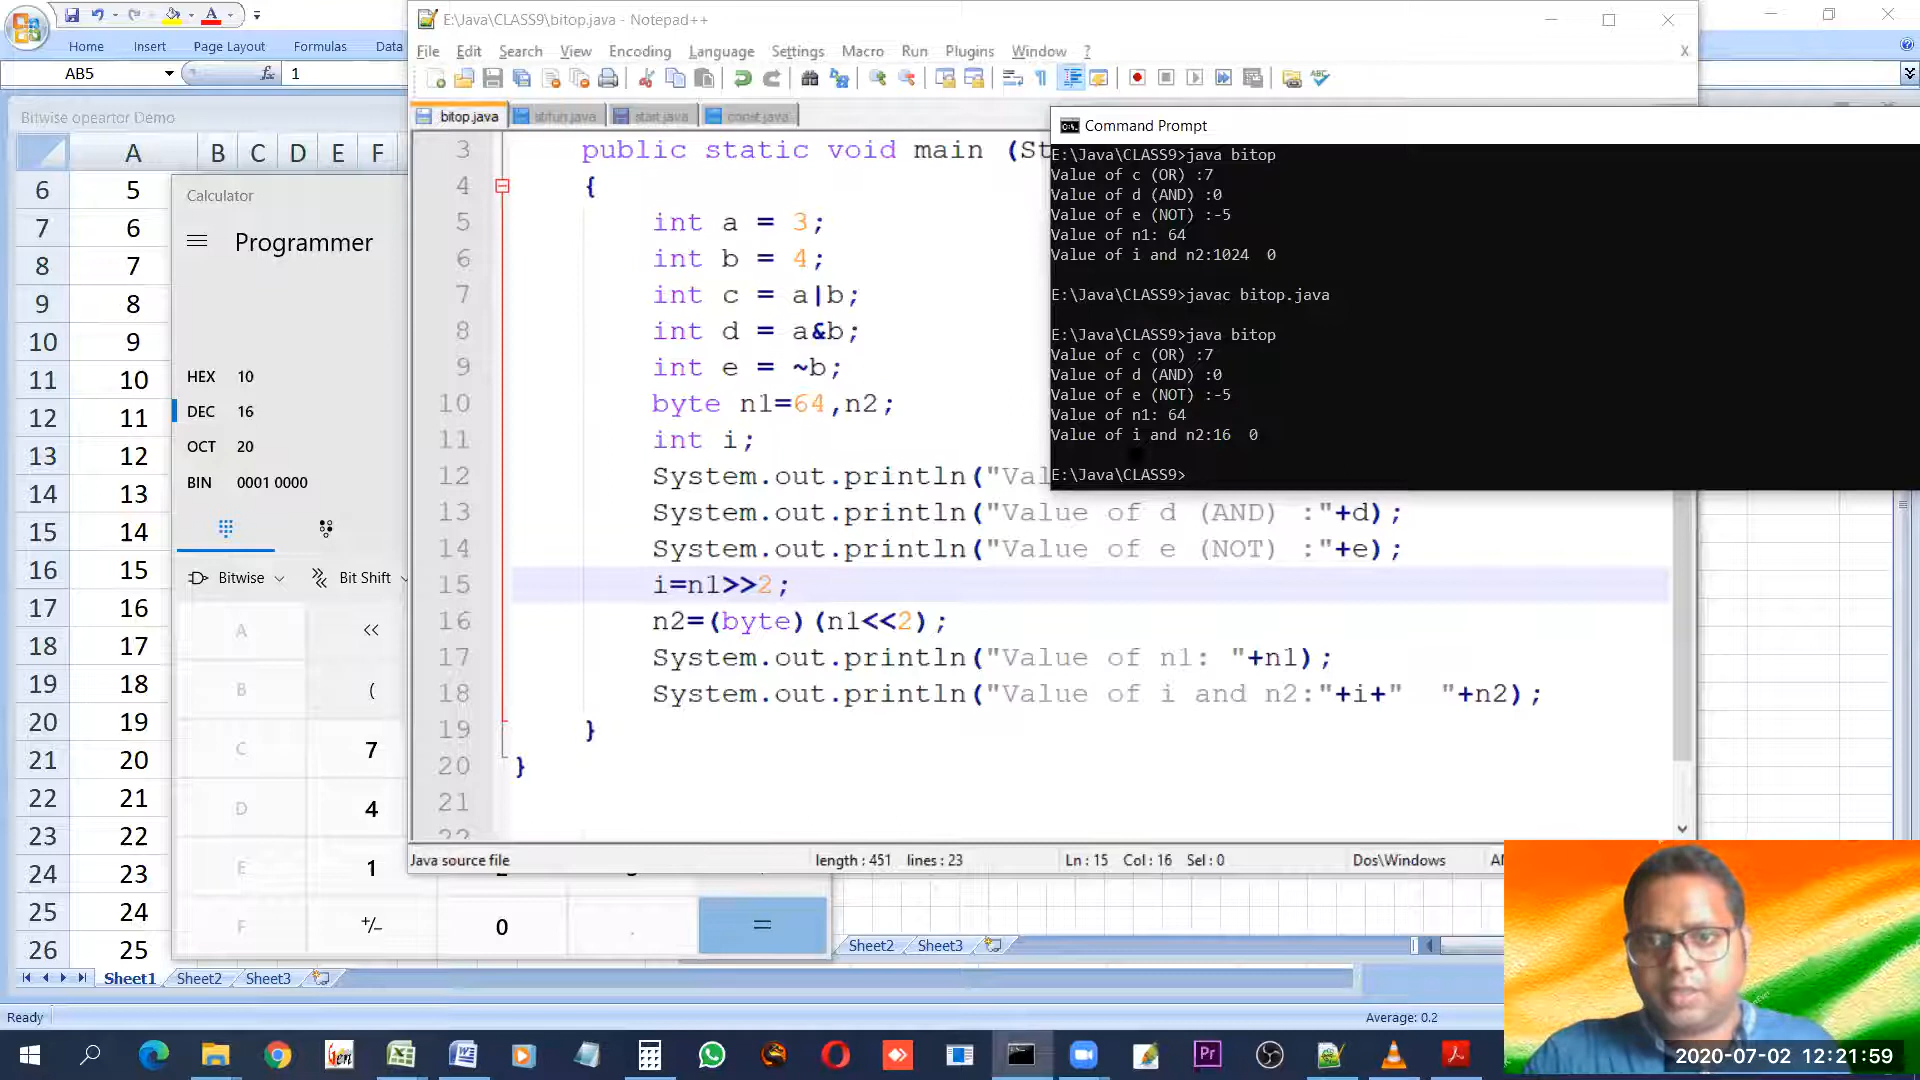 E:\Java\CLASS9\bitop.java - Notepad++
Home Insert Page Layout Formulas Data
File Edit Search View Encoding Language Settings Macro Run Plugins Window ? X
AB5 fx 1
Bitwise opeartor Demo
bitop.java strfun.java start.java const.java
A B C D E F
6 5
7 6
8 7
9 8
10 9
11 10
12 11
13 12
14 13
15 14
16 15
17 16
18 17
19 18
20 19
21 20
22 21
23 22
24 23
25 24
26 25
Calculator
Programmer
HEX 10
DEC 16
OCT 20
BIN 0001 0000
Bitwise Bit Shift
A <<
B (
C 7
D 4
E 1
F +/- 0 . =
3 public static void main (St
4 {
5 int a = 3;
6 int b = 4;
7 int c = a|b;
8 int d = a&b;
9 int e = ~b;
10 byte n1=64,n2;
11 int i;
12 System.out.println("Val
13 System.out.println("Value of d (AND) :"+d);
14 System.out.println("Value of e (NOT) :"+e);
15 i=n1>>2;
16 n2=(byte)(n1<<2);
17 System.out.println("Value of n1: "+n1);
18 System.out.println("Value of i and n2:"+i+"  "+n2);
19 }
20 }
21
22
Command Prompt
E:\Java\CLASS9>java bitop
Value of c (OR) :7
Value of d (AND) :0
Value of e (NOT) :-5
Value of n1: 64
Value of i and n2:1024  0
E:\Java\CLASS9>javac bitop.java
E:\Java\CLASS9>java bitop
Value of c (OR) :7
Value of d (AND) :0
Value of e (NOT) :-5
Value of n1: 64
Value of i and n2:16  0
E:\Java\CLASS9>
Java source file length : 451 lines : 23 Ln : 15 Col : 16 Sel : 0 Dos\Windows
Sheet2 Sheet3
Sheet1 Sheet2 Sheet3
Ready Average: 0.2
Gen Pr
2020-07-02 12:21:59